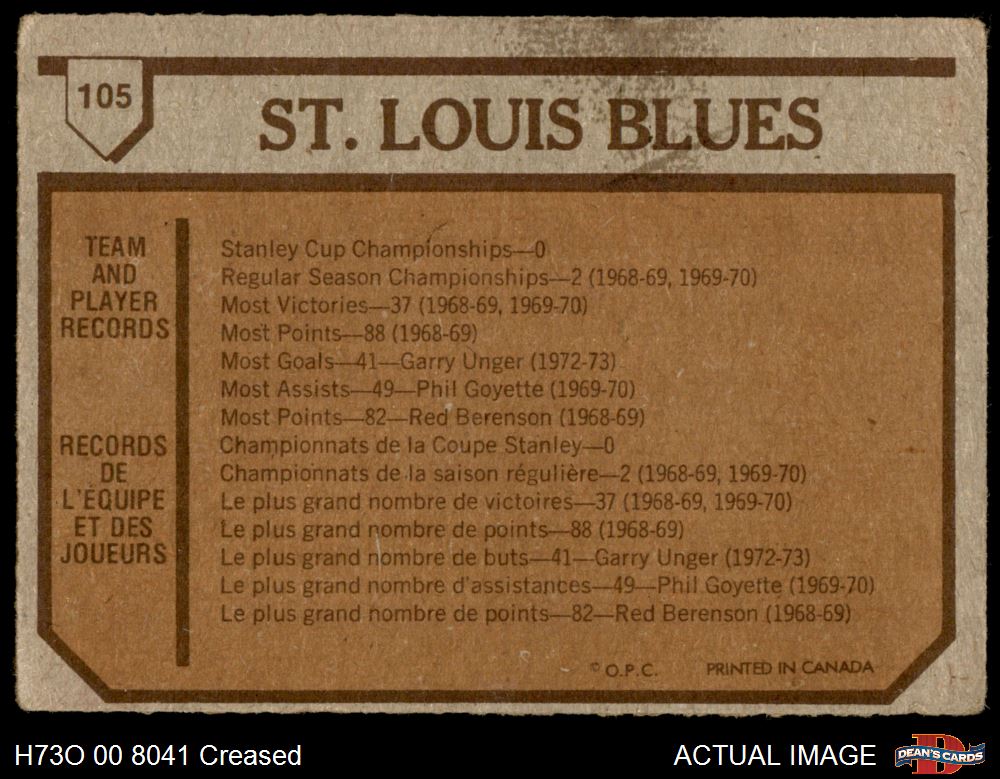 105
ST. LOUIS BLUES
TEAM
AND
PLAYER
RECORDS
Stanley Cup Championships—0
Regular Season Championships—2 (1968-69, 1969-70)
Most Victories—37 (1968-69, 1969-70)
Most Points—88 (1968-69)
Most Goals—41—Garry Unger (1972-73)
Most Assists—49—Phil Goyette (1969-70)
Most Points—82—Red Berenson (1968-69)
RECORDS
DE
L'ÉQUIPE
ET DES
JOUEURS
Championnats de la Coupe Stanley—0
Championnats de la saison régulière—2 (1968-69, 1969-70)
Le plus grand nombre de victoires—37 (1968-69, 1969-70)
Le plus grand nombre de points—88 (1968-69)
Le plus grand nombre de buts—41—Garry Unger (1972-73)
Le plus grand nombre d'assistances—49—Phil Goyette (1969-70)
Le plus grand nombre de points—82—Red Berenson (1968-69)
© O.P.C. PRINTED IN CANADA
H73O 00 8041 Creased
ACTUAL IMAGE
D
DEAN'S CARDS